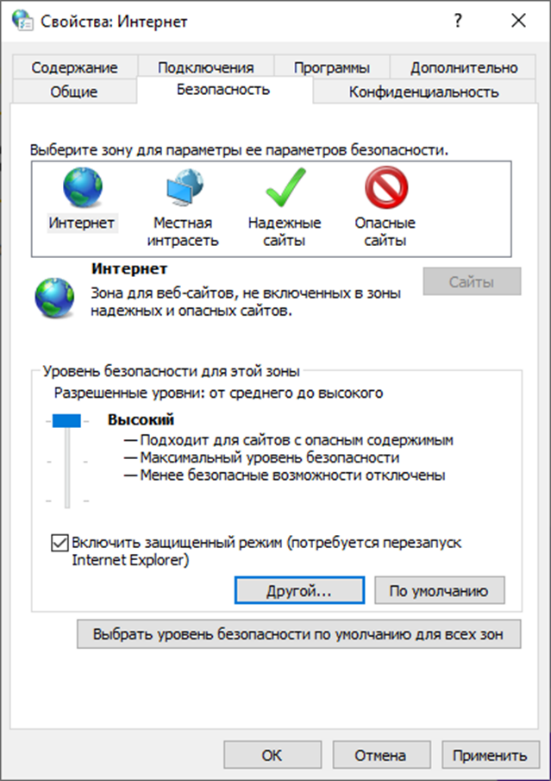 Свойства: Интернет
Содержание Подключения Программы Дополнительно
Общие Безопасность Конфиденциальность
Выберите зону для параметры ее параметров безопасности.
Интернет Местная интрасеть Надежные сайты Опасные сайты
Интернет
Зона для веб-сайтов, не включенных в зоны
надежных и опасных сайтов.
Сайты
Уровень безопасности для этой зоны
Разрешенные уровни: от среднего до высокого
Высокий
— Подходит для сайтов с опасным содержимым
— Максимальный уровень безопасности
— Менее безопасные возможности отключены
Включить защищенный режим (потребуется перезапуск
Internet Explorer)
Другой... По умолчанию
Выбрать уровень безопасности по умолчанию для всех зон
ОК Отмена Применить